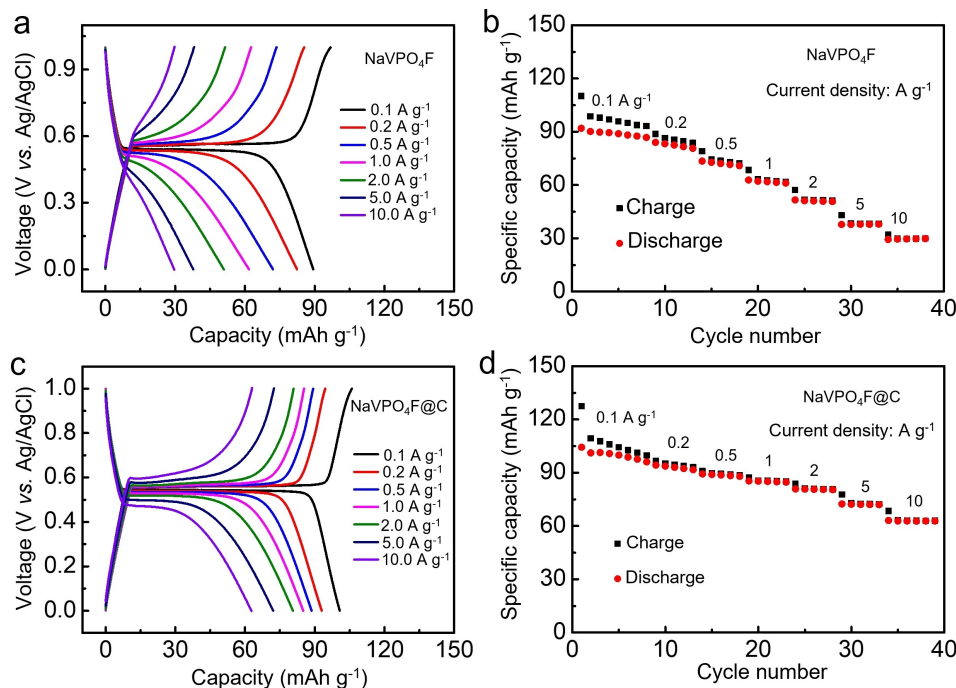 a
Voltage (V vs. Ag/AgCl)
0.9
0.6
0.3
0.0
NaVPO₄F
0.1 A g⁻¹
0.2 A g⁻¹
0.5 A g⁻¹
1.0 A g⁻¹
2.0 A g⁻¹
5.0 A g⁻¹
10.0 A g⁻¹
0 30 60 90 115 150
Capacity (mAh g⁻¹)
b
Specific capacity (mAh g⁻¹)
150
120
90
60
30
0
NaVPO₄F
Current density: A g⁻¹
0.1 A g⁻¹
0.2
0.5
1
2
5
10
Charge
Discharge
0 10 20 30 40
Cycle number
c
Voltage (V vs. Ag/AgCl)
1.0
0.8
0.6
0.4
0.2
0.0
NaVPO₄F@C
0.1 A g⁻¹
0.2 A g⁻¹
0.5 A g⁻¹
1.0 A g⁻¹
2.0 A g⁻¹
5.0 A g⁻¹
10.0 A g⁻¹
0 30 60 90 115 150
Capacity (mAh g⁻¹)
d
Specific capacity (mAh g⁻¹)
150
120
90
60
30
0
NaVPO₄F@C
Current density: A g⁻¹
0.1 A g⁻¹
0.2
0.5
1
2
5
10
Charge
Discharge
0 10 20 30 40
Cycle number